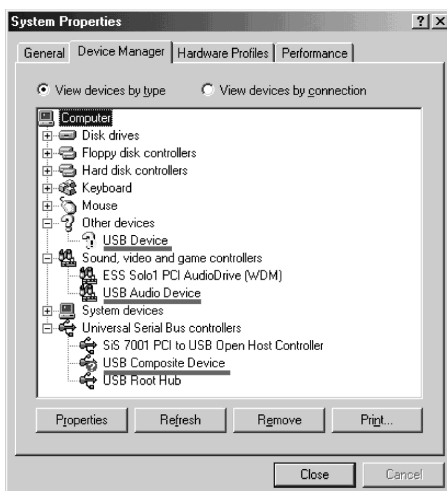 System Properties
General Device Manager Hardware Profiles Performance
View devices by type View devices by connection
Computer
Disk drives
Floppy disk controllers
Hard disk controllers
Keyboard
Mouse
Other devices
USB Device
Sound, video and game controllers
ESS Solo1 PCI AudioDrive (WDM)
USB Audio Device
System devices
Universal Serial Bus controllers
SiS 7001 PCI to USB Open Host Controller
USB Composite Device
USB Root Hub
Properties Refresh Remove Print...
Close Cancel